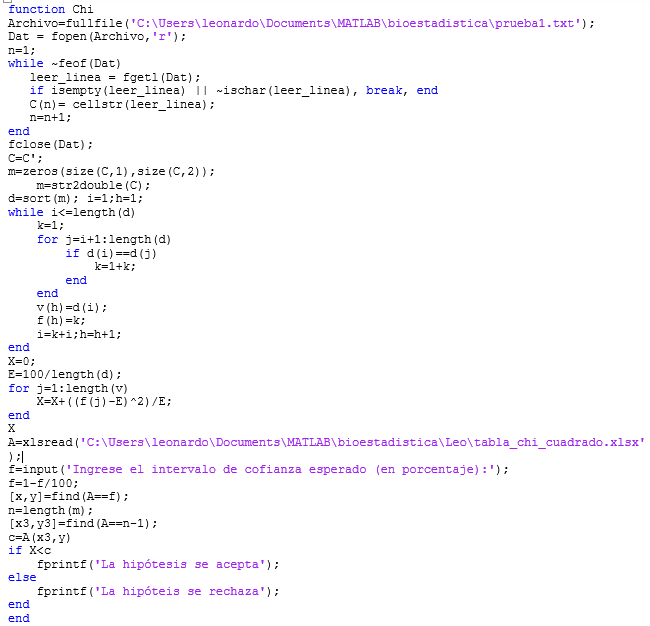 function Chi
Archivo=fullfile('C:\Users\leonardo\Documents\MATLAB\bioestadistica\prueba1.txt');
Dat = fopen(Archivo,'r');
n=1;
while ~feof(Dat)
   leer_linea = fgetl(Dat);
   if isempty(leer_linea) || ~ischar(leer_linea), break, end
   C(n)= cellstr(leer_linea);
   n=n+1;
end
fclose(Dat);
C=C';
m=zeros(size(C,1),size(C,2));
    m=str2double(C);
d=sort(m); i=1;h=1;
while i<=length(d)
    k=1;
    for j=i+1:length(d)
        if d(i)==d(j)
            k=1+k;
        end
    end
    v(h)=d(i);
    f(h)=k;
    i=k+i;h=h+1;
end
X=0;
E=100/length(d);
for j=1:length(v)
    X=X+((f(j)-E)^2)/E;
end
X
A=xlsread('C:\Users\leonardo\Documents\MATLAB\bioestadistica\Leo\tabla_chi_cuadrado.xlsx'
);
f=input('Ingrese el intervalo de cofianza esperado (en porcentaje):');
f=1-f/100;
[x,y]=find(A==f);
n=length(m);
[x3,y3]=find(A==n-1);
c=A(x3,y)
if X<c
    fprintf('La hipótesis se acepta');
else
    fprintf('La hipóteis se rechaza');
end
end